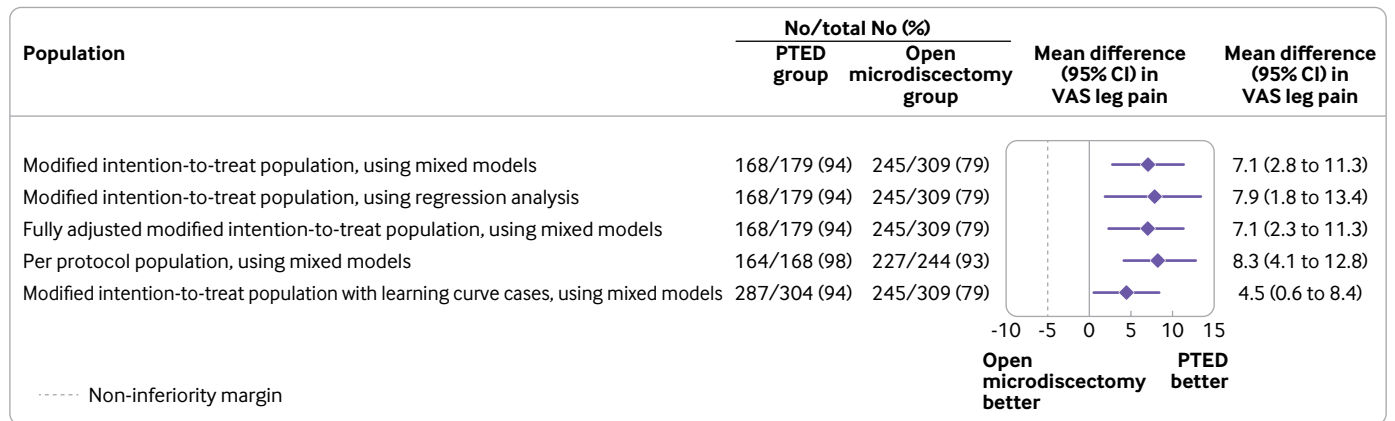 No/total No (%)
Population
PTED group
Open microdiscectomy group
Mean difference (95% CI) in VAS leg pain
Mean difference (95% CI) in VAS leg pain
Modified intention-to-treat population, using mixed models 168/179 (94) 245/309 (79) 7.1 (2.8 to 11.3)
Modified intention-to-treat population, using regression analysis 168/179 (94) 245/309 (79) 7.9 (1.8 to 13.4)
Fully adjusted modified intention-to-treat population, using mixed models 168/179 (94) 245/309 (79) 7.1 (2.3 to 11.3)
Per protocol population, using mixed models 164/168 (98) 227/244 (93) 8.3 (4.1 to 12.8)
Modified intention-to-treat population with learning curve cases, using mixed models 287/304 (94) 245/309 (79) 4.5 (0.6 to 8.4)
-10 -5 0 5 10 15
Open microdiscectomy better
PTED better
Non-inferiority margin